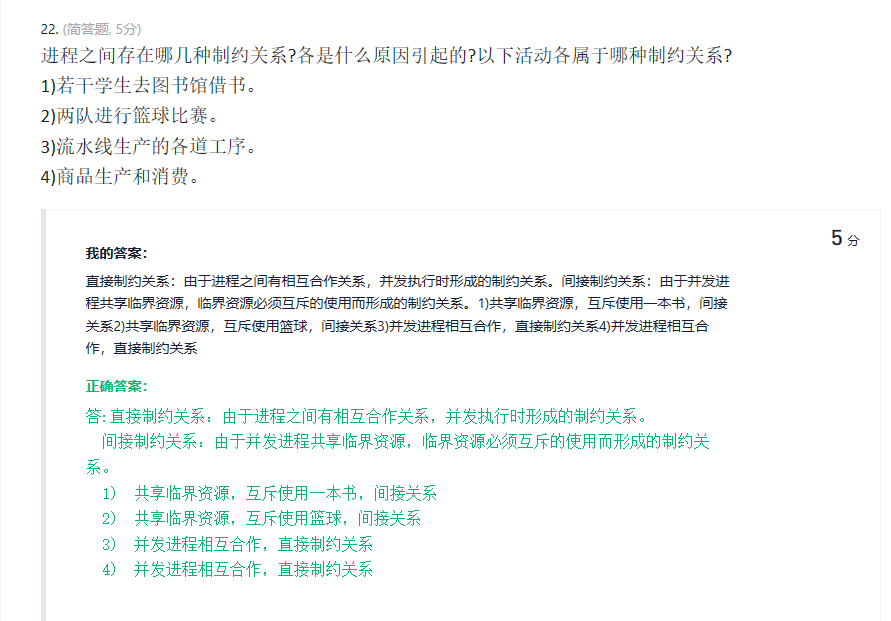 22. (简答题, 5分)
进程之间存在哪几种制约关系?各是什么原因引起的?以下活动各属于哪种制约关系?
1)若干学生去图书馆借书。
2)两队进行篮球比赛。
3)流水线生产的各道工序。
4)商品生产和消费。
5 分
我的答案：
直接制约关系：由于进程之间有相互合作关系，并发执行时形成的制约关系。间接制约关系：由于并发进
程共享临界资源，临界资源必须互斥的使用而形成的制约关系。1)共享临界资源，互斥使用一本书，间接
关系2)共享临界资源，互斥使用篮球，间接关系3)并发进程相互合作，直接制约关系4)并发进程相互合
作，直接制约关系
正确答案：
答: 直接制约关系：由于进程之间有相互合作关系，并发执行时形成的制约关系。
间接制约关系：由于并发进程共享临界资源，临界资源必须互斥的使用而形成的制约关
系。
1) 共享临界资源，互斥使用一本书，间接关系
2) 共享临界资源，互斥使用篮球，间接关系
3) 并发进程相互合作，直接制约关系
4) 并发进程相互合作，直接制约关系